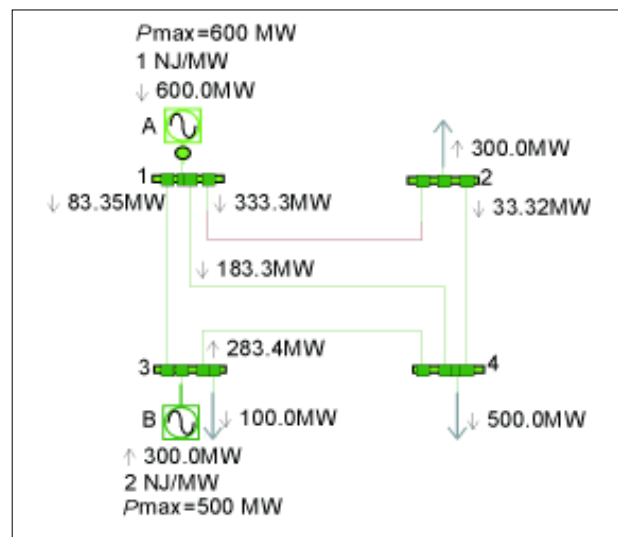 Pmax=600 MW
1 NJ/MW
↓ 600.0MW
A
↑ 300.0MW
1
2
↓ 83.35MW
↓ 333.3MW
↓ 33.32MW
↓ 183.3MW
3
↑ 283.4MW
4
B
↓ 100.0MW
↓ 500.0MW
↑ 300.0MW
2 NJ/MW
Pmax=500 MW